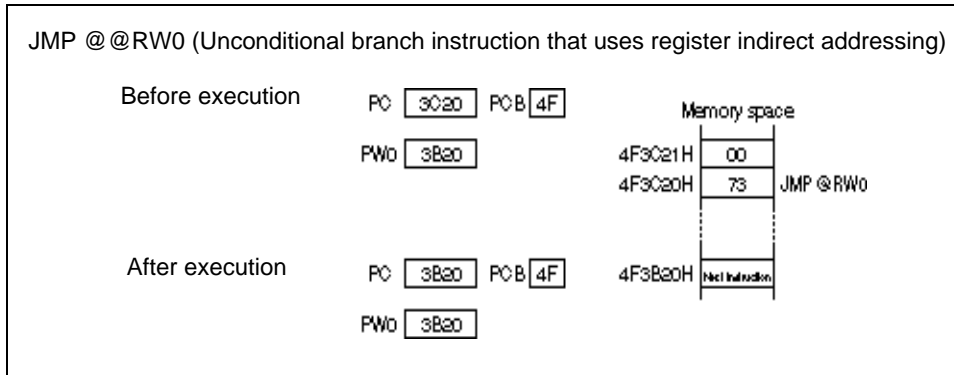 JMP @@RW0 (Unconditional branch instruction that uses register indirect addressing)
Before execution
PC 3C20 PCB 4F
Memory space
PW0 3B20
4F3C21H 00
4F3C20H 73 JMP @RW0
After execution
PC 3B20 PCB 4F
4F3B20H Next instruction
PW0 3B20